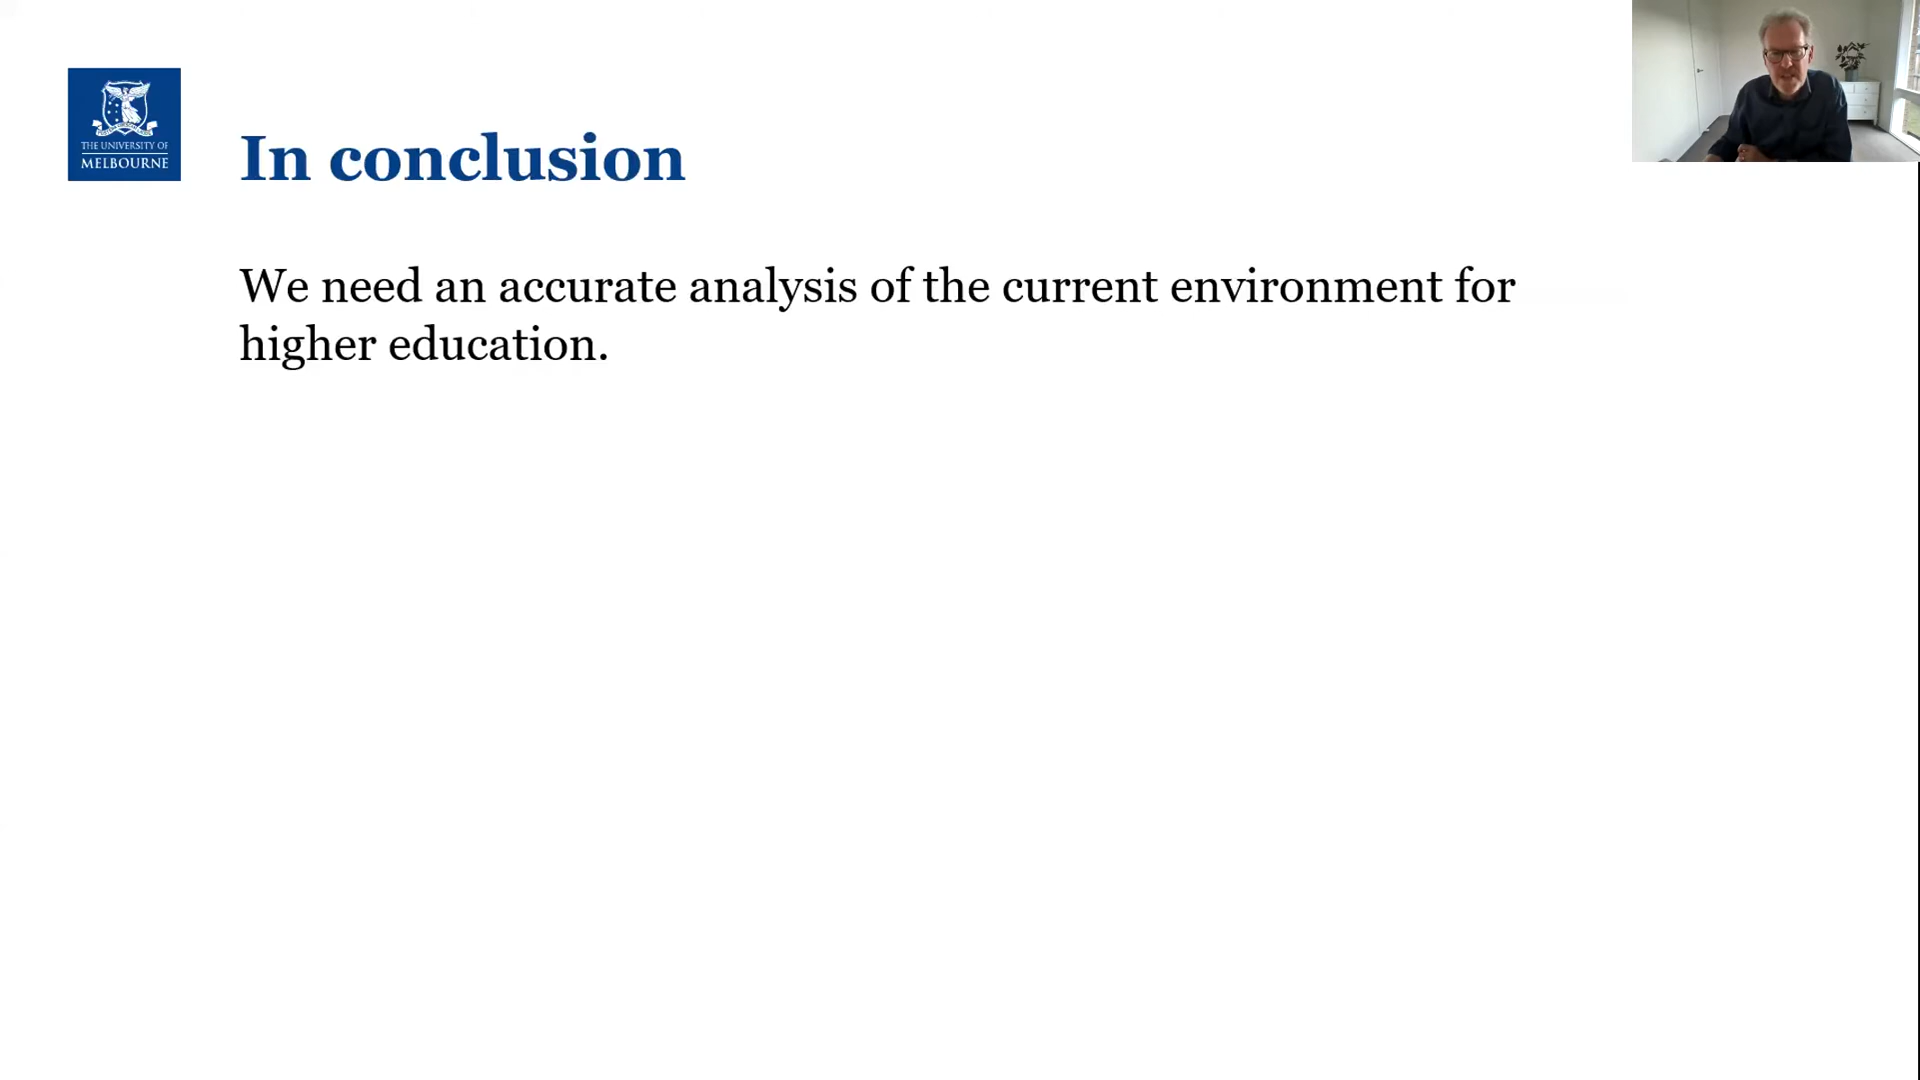 THE UNIVERSITY OF
MELBOURNE
In conclusion
We need an accurate analysis of the current environment for
higher education.